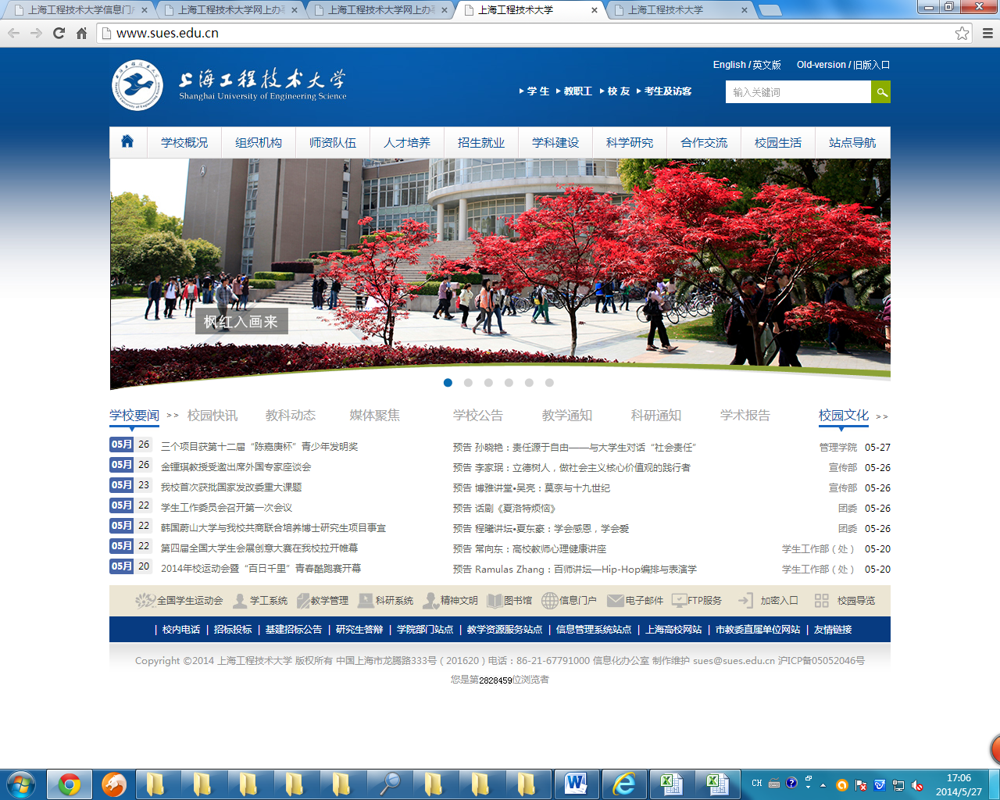 上海工程技术大学信息门户
上海工程技术大学网上办事
上海工程技术大学网上办事
上海工程技术大学
上海工程技术大学
www.sues.edu.cn
English / 英文版 Old-version / 旧版入口
上海工程技术大学
Shanghai University of Engineering Science
学 生 教职工 校 友 考生及访客
输入关键词
学校概况 组织机构 师资队伍 人才培养 招生就业 学科建设 科学研究 合作交流 校园生活 站点导航
枫红入画来
学校要闻 >> 校园快讯 教科动态 媒体聚焦 学校公告 教学通知 科研通知 学术报告 校园文化 >>
05月 26 三个项目获第十二届“陈嘉庚杯”青少年发明奖 预告 孙晓艳：责任源于自由——与大学生对话“社会责任” 管理学院 05-27
05月 26 金锂琪教授受邀出席外国专家座谈会 预告 李家珉：立德树人，做社会主义核心价值观的践行者 宣传部 05-26
05月 23 我校首次获批国家发改委重大课题 预告 博雅讲堂•吴亮：莫奈与十九世纪 宣传部 05-26
05月 22 学生工作委员会召开第一次会议 预告 话剧《夏洛特烦恼》 团委 05-26
05月 22 韩国蔚山大学与我校共商联合培养博士研究生项目事宜 预告 程曦讲坛•夏东豪：学会感恩，学会爱 团委 05-26
05月 22 第四届全国大学生会展创意大赛在我校拉开帷幕 预告 常向东：高校教师心理健康讲座 学生工作部（处） 05-20
05月 20 2014年校运动会暨“百日千里”青春酷跑赛开幕 预告 Ramulas Zhang：百师讲坛—Hip-Hop编排与表演学 学生工作部（处） 05-20
全国学生运动会 学工系统 教学管理 科研系统 精神文明 图书馆 信息门户 电子邮件 FTP服务 加密入口 校园导览
| 校内电话 | 招标投标 | 基建招标公告 | 研究生答辩 | 学院部门站点 | 教学资源服务站点 | 信息管理系统站点 | 上海高校网站 | 市教委直属单位网站 | 友情链接
Copyright ©2014 上海工程技术大学 版权所有 中国上海市龙腾路333号（201620）电话：86-21-67791000 信息化办公室 制作维护 sues@sues.edu.cn 沪ICP备05052046号
您是第2828459位浏览者
CH
17:06
2014/5/27